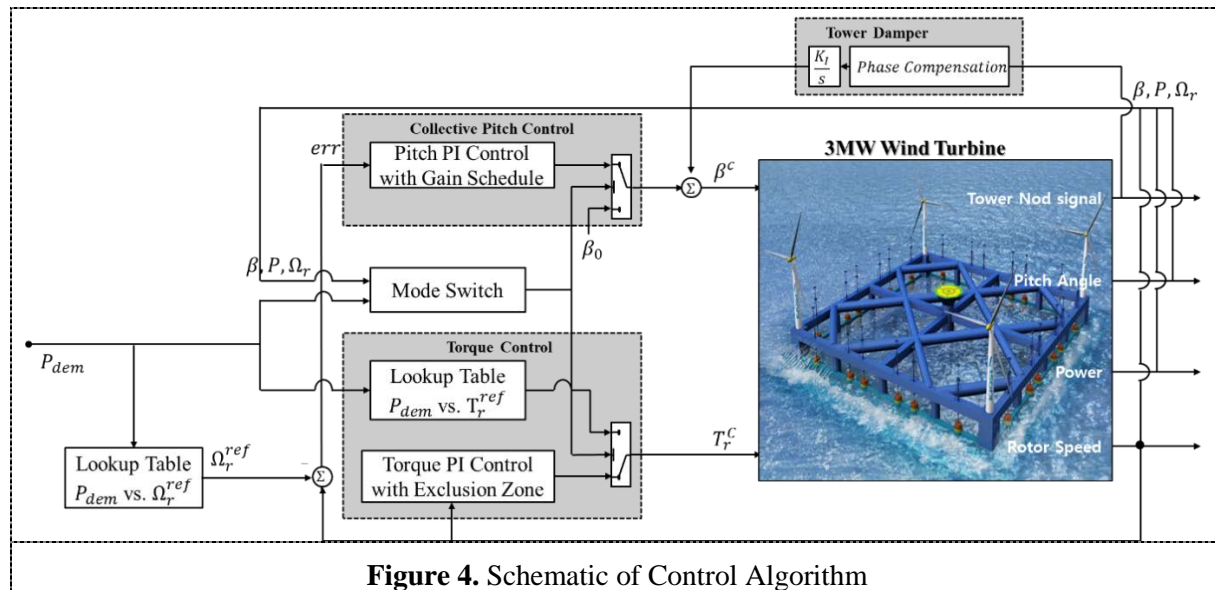 Tower Damper
K_I
s
Phase Compensation
β, P, Ω_r
Collective Pitch Control
3MW Wind Turbine
err
Pitch PI Control
with Gain Schedule
Σ
β^c
Tower Nod signal
β_0
β, P, Ω_r
Mode Switch
Pitch Angle
P_dem
Torque Control
Lookup Table
P_dem vs. T_r^ref
Power
Lookup Table
P_dem vs. Ω_r^ref
Ω_r^ref
−
Σ
Torque PI Control
with Exclusion Zone
T_r^C
Rotor Speed
Figure 4. Schematic of Control Algorithm